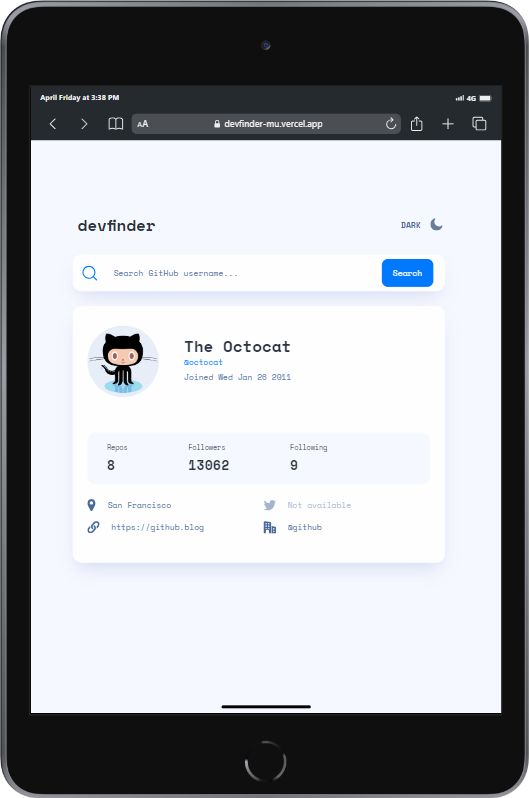 April Friday at 3:38 PM
4G
AA
devfinder-mu.vercel.app
devfinder
DARK
Search GitHub username...
Search
The Octocat
@octocat
Joined Wed Jan 26 2011
Repos
Followers
Following
8
13062
9
San Francisco
Not available
https://github.blog
@github